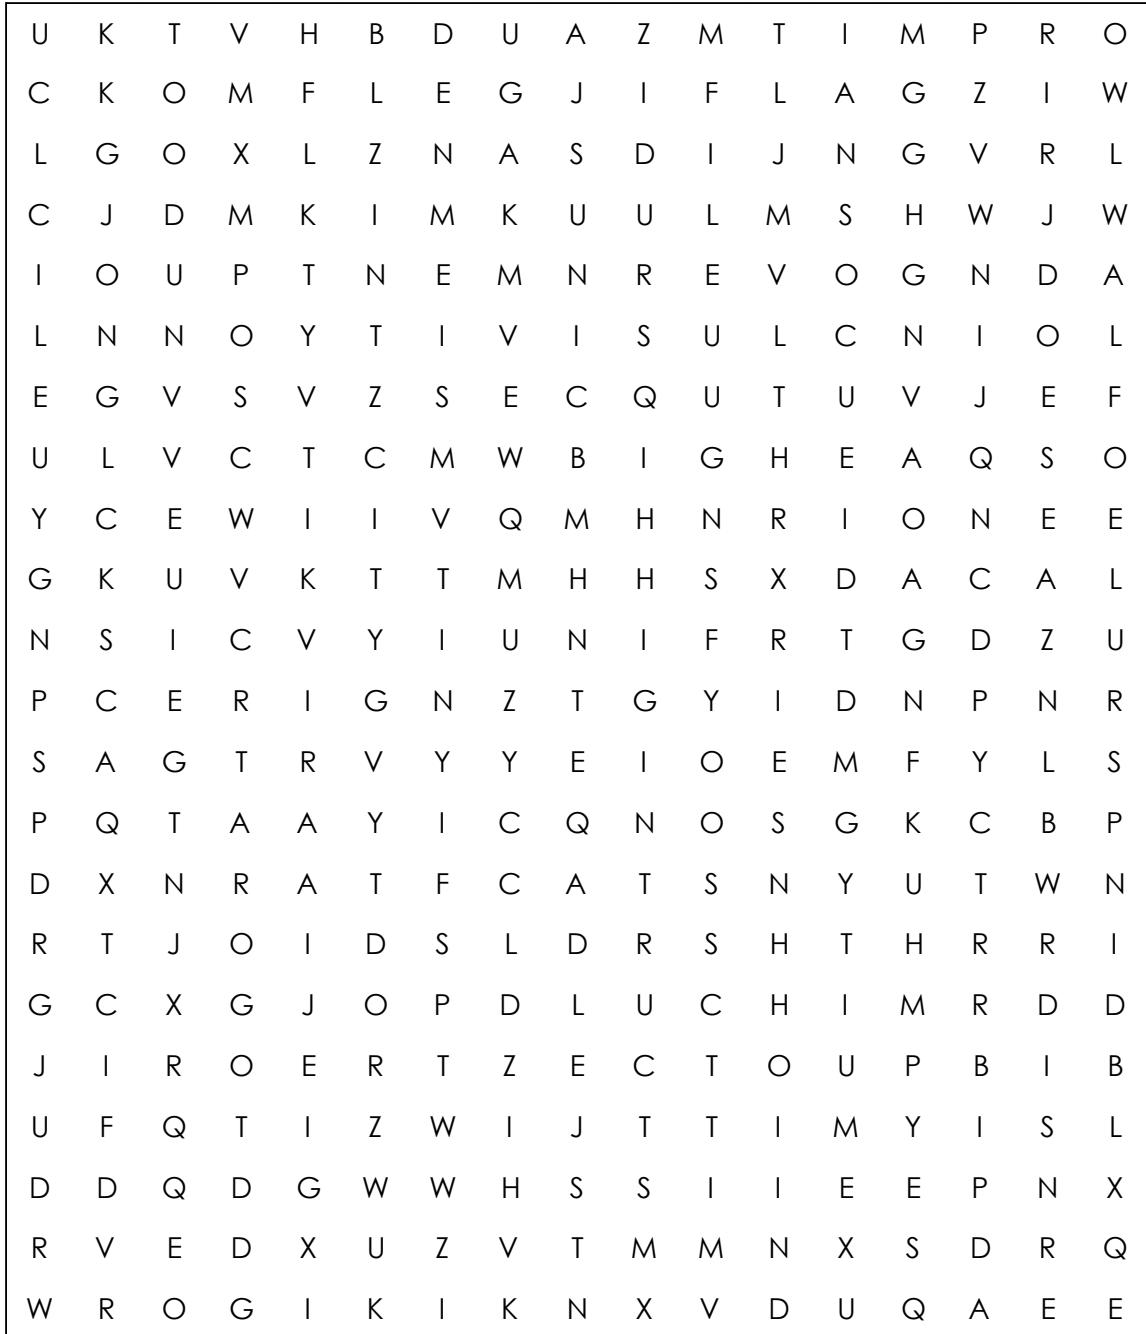 U K T V H B D U A Z M T I M P R O
C K O M F L E G J I F L A G Z I W
L G O X L Z N A S D I J N G V R L
C J D M K I M K U U L M S H W J W
I O U P T N E M N R E V O G N D A
L N N O Y T I V I S U L C N I O L
E G V S V Z S E C Q U T U V J E F
U L V C T C M W B I G H E A Q S O
Y C E W I I V Q M H N R I O N E E
G K U V K T T M H H S X D A C A L
N S I C V Y I U N I F R T G D Z U
P C E R I G N Z T G Y I D N P N R
S A G T R V Y Y E I O E M F Y L S
P Q T A A Y I C Q N O S G K C B P
D X N R A T F C A T S N Y U T W N
R T J O I D S L D R S H T H R R I
G C X G J O P D L U C H I M R D D
J I R O E R T Z E C T O U P B I B
U F Q T I Z W I J T T I M Y I S L
D D Q D G W W H S S I I E E P N X
R V E D X U Z V T M M N X S D R Q
W R O G I K I K N X V D U Q A E E